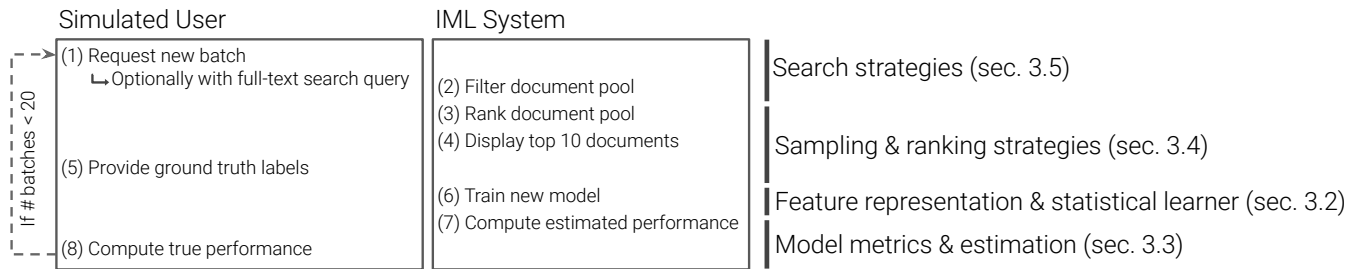 Simulated User
IML System
(1) Request new batch
Optionally with full-text search query
(2) Filter document pool
(3) Rank document pool
(4) Display top 10 documents
(5) Provide ground truth labels
(6) Train new model
(7) Compute estimated performance
(8) Compute true performance
If # batches < 20
Search strategies (sec. 3.5)
Sampling & ranking strategies (sec. 3.4)
Feature representation & statistical learner (sec. 3.2)
Model metrics & estimation (sec. 3.3)